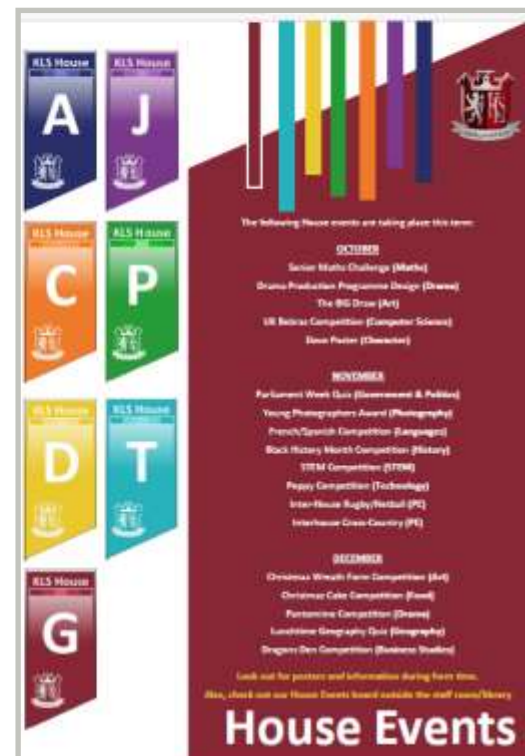 KLS House
A
KLS House
J
KLS House
C
KLS House
P
KLS House
D
KLS House
T
KLS House
G
The following House events are taking place this term:
OCTOBER
Senior Maths Challenge (Maths)
Drama Production Programme Design (Drama)
The BIG Draw (Art)
UK Bebras Competition (Computer Science)
Poster (Character)
NOVEMBER
Parliament Week Quiz (Government & Politics)
Young Photographers Award (Photography)
French/Spanish Competition (Languages)
Black History Month Competition (History)
STEM Competition (STEM)
Poppy Competition (Technology)
Inter-House Rugby/Netball (PE)
Interhouse Cross-Country (PE)
DECEMBER
Christmas Wreath Form Competition (Art)
Christmas Cake Competition (Food)
Pantomime Competition (Drama)
Lunchtime Geography Quiz (Geography)
Dragons Den Competition (Business Studies)
Look out for posters and information during form time.
Also, check out our House Events board outside the staff room/library
House Events